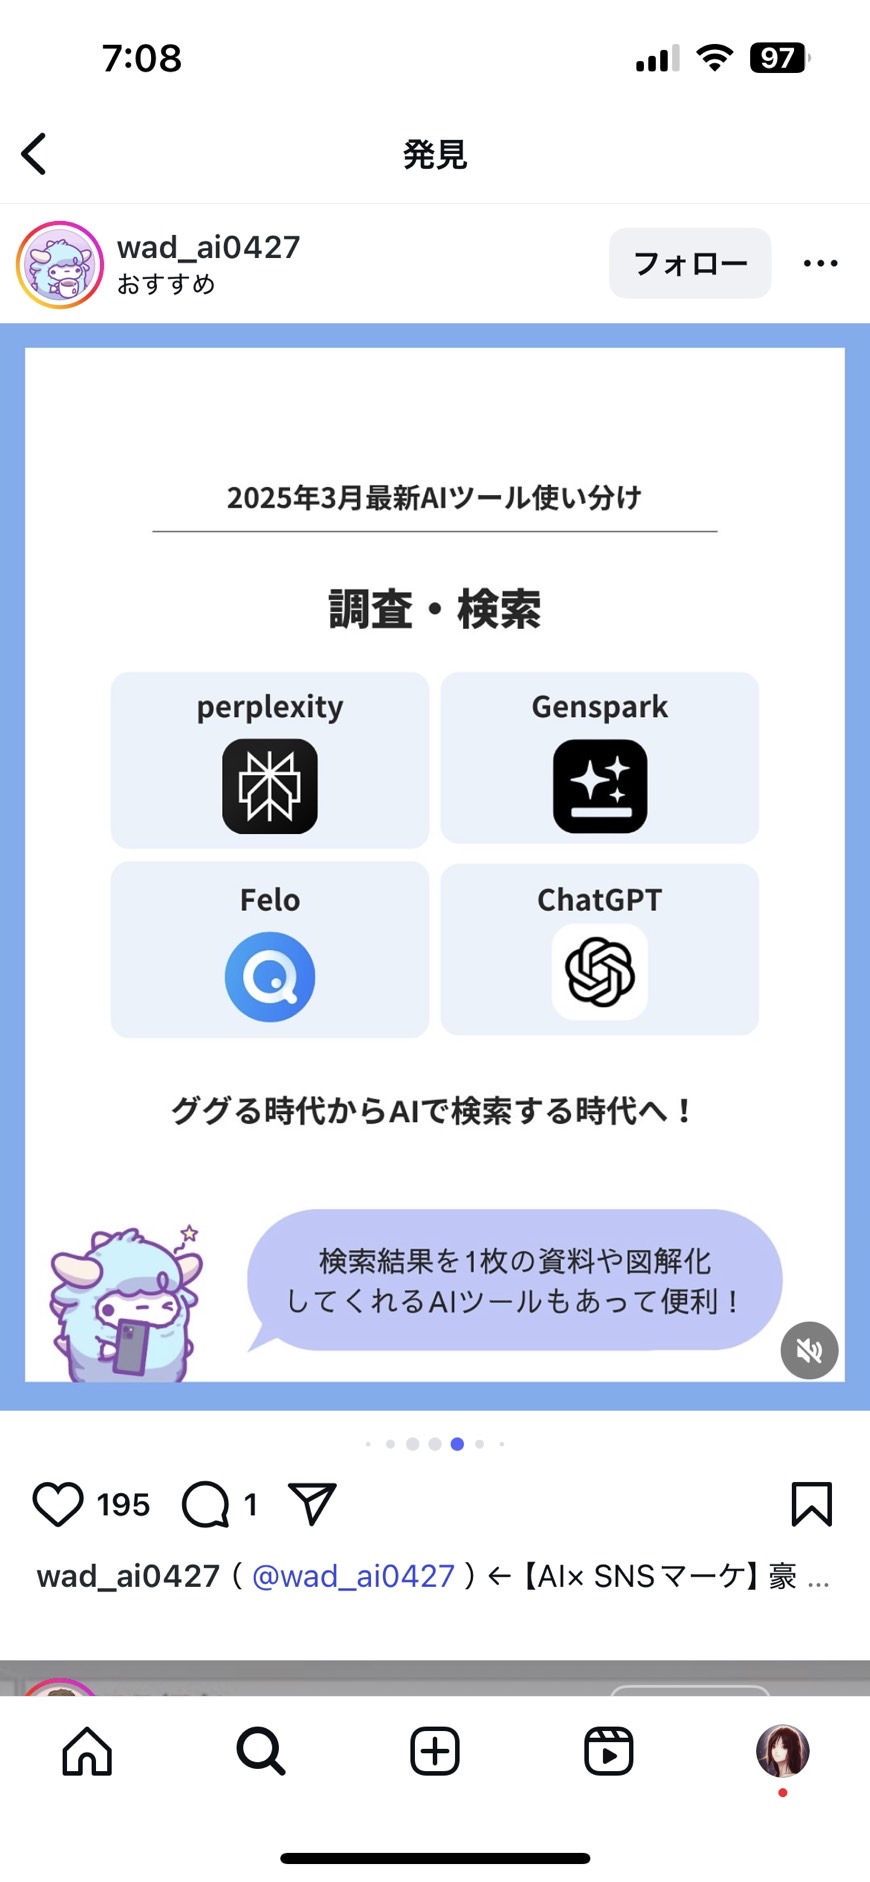 7:08
97
発見
wad_ai0427
おすすめ
フォロー
2025年3月最新AIツール使い分け
調査・検索
perplexity
Genspark
Felo
ChatGPT
ググる時代からAIで検索する時代へ！
検索結果を1枚の資料や図解化
してくれるAIツールもあって便利！
195
1
wad_ai0427（@wad_ai0427）←【AI× SNSマーケ】豪 ...